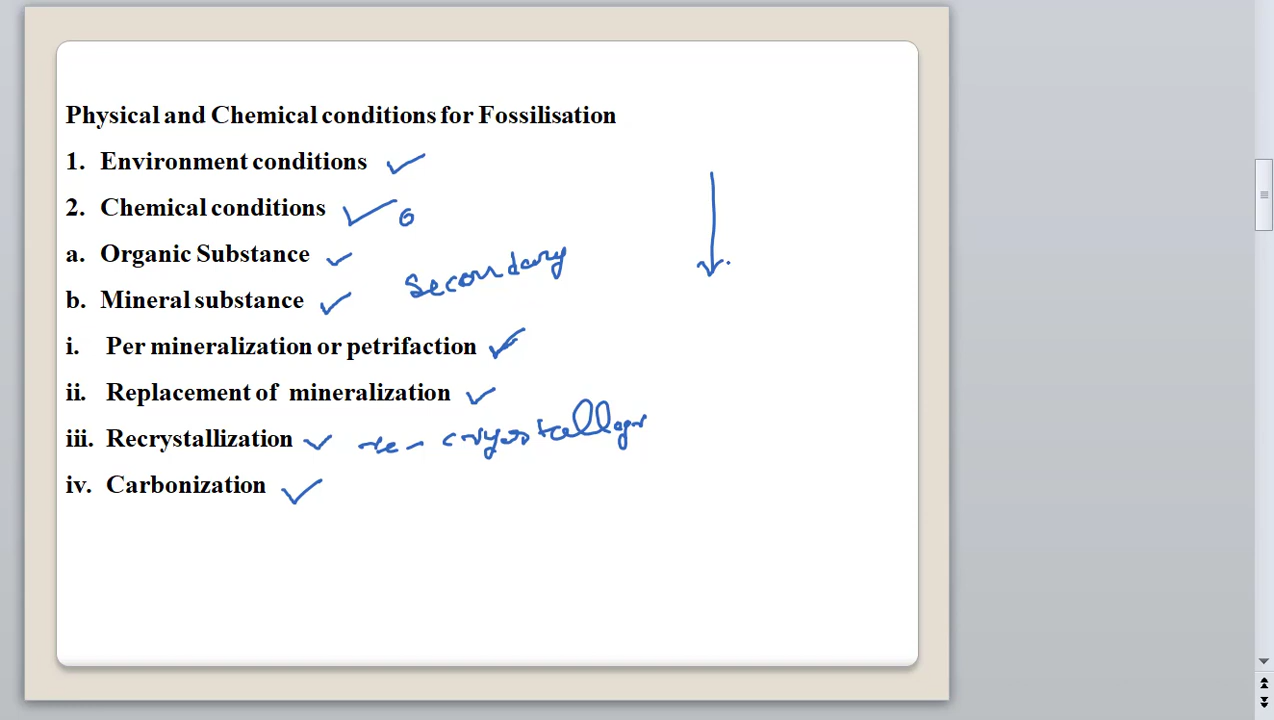 Physical and Chemical conditions for Fossilisation
1. Environment conditions
2. Chemical conditions
a. Organic Substance
secondary
b. Mineral substance
i. Per mineralization or petrifaction
ii. Replacement of mineralization
iii. Recrystallization re-
iv. Carbonization